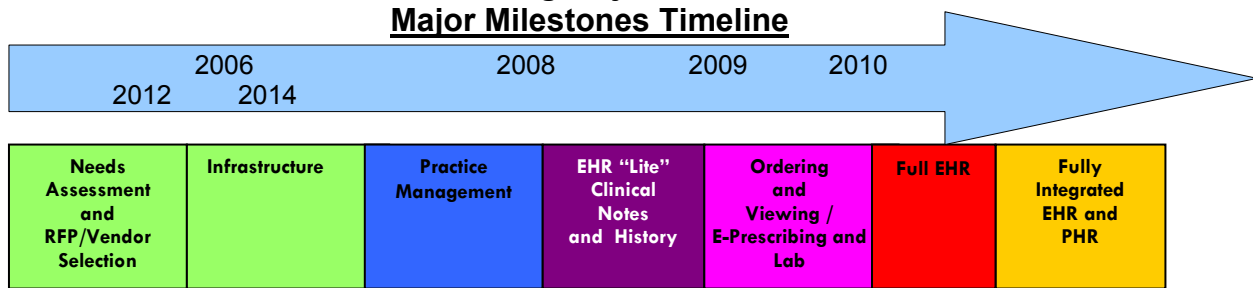 Major Milestones Timeline
2006 2008 2009 2010
2012 2014
Needs
Assessment
and
RFP/Vendor
Selection
Infrastructure
Practice
Management
EHR “Lite”
Clinical
Notes
and History
Ordering
and
Viewing /
E-Prescribing and
Lab
Full EHR
Fully
Integrated
EHR and
PHR